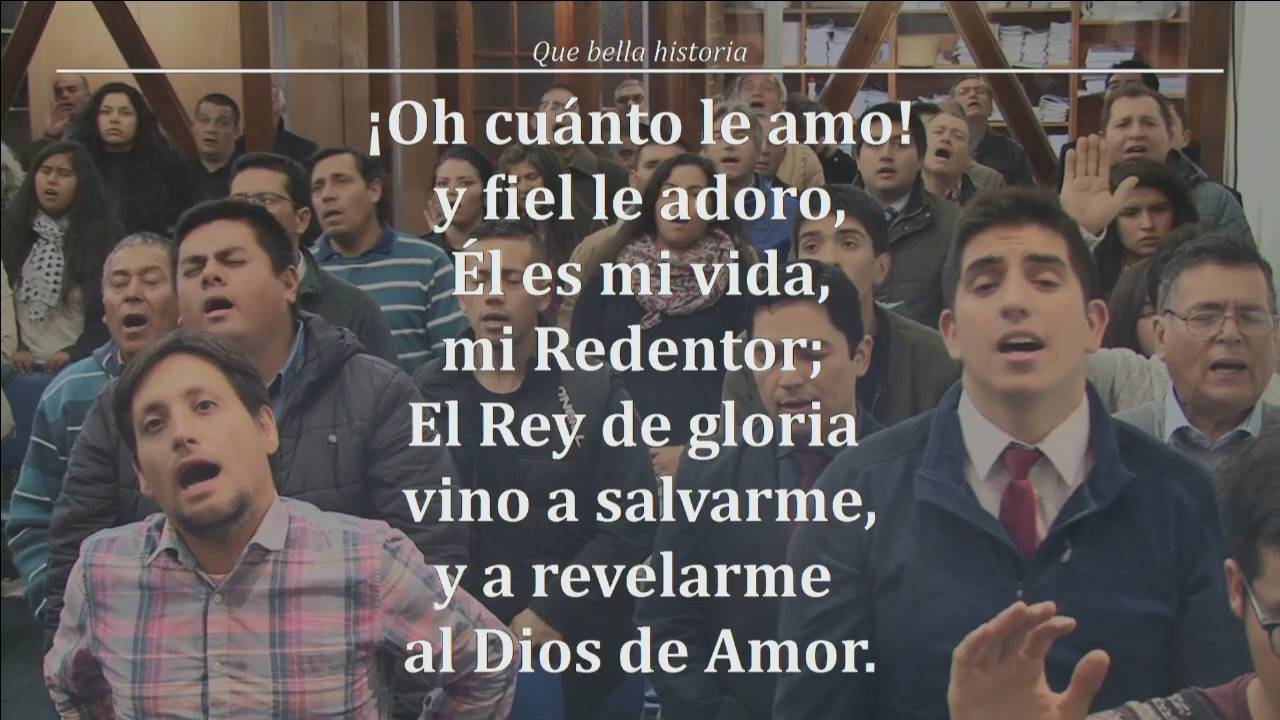 Que bella historia
¡Oh cuánto le amo!
y fiel le adoro,
Él es mi vida,
mi Redentor;
El Rey de gloria
vino a salvarme,
y a revelarme
al Dios de Amor.